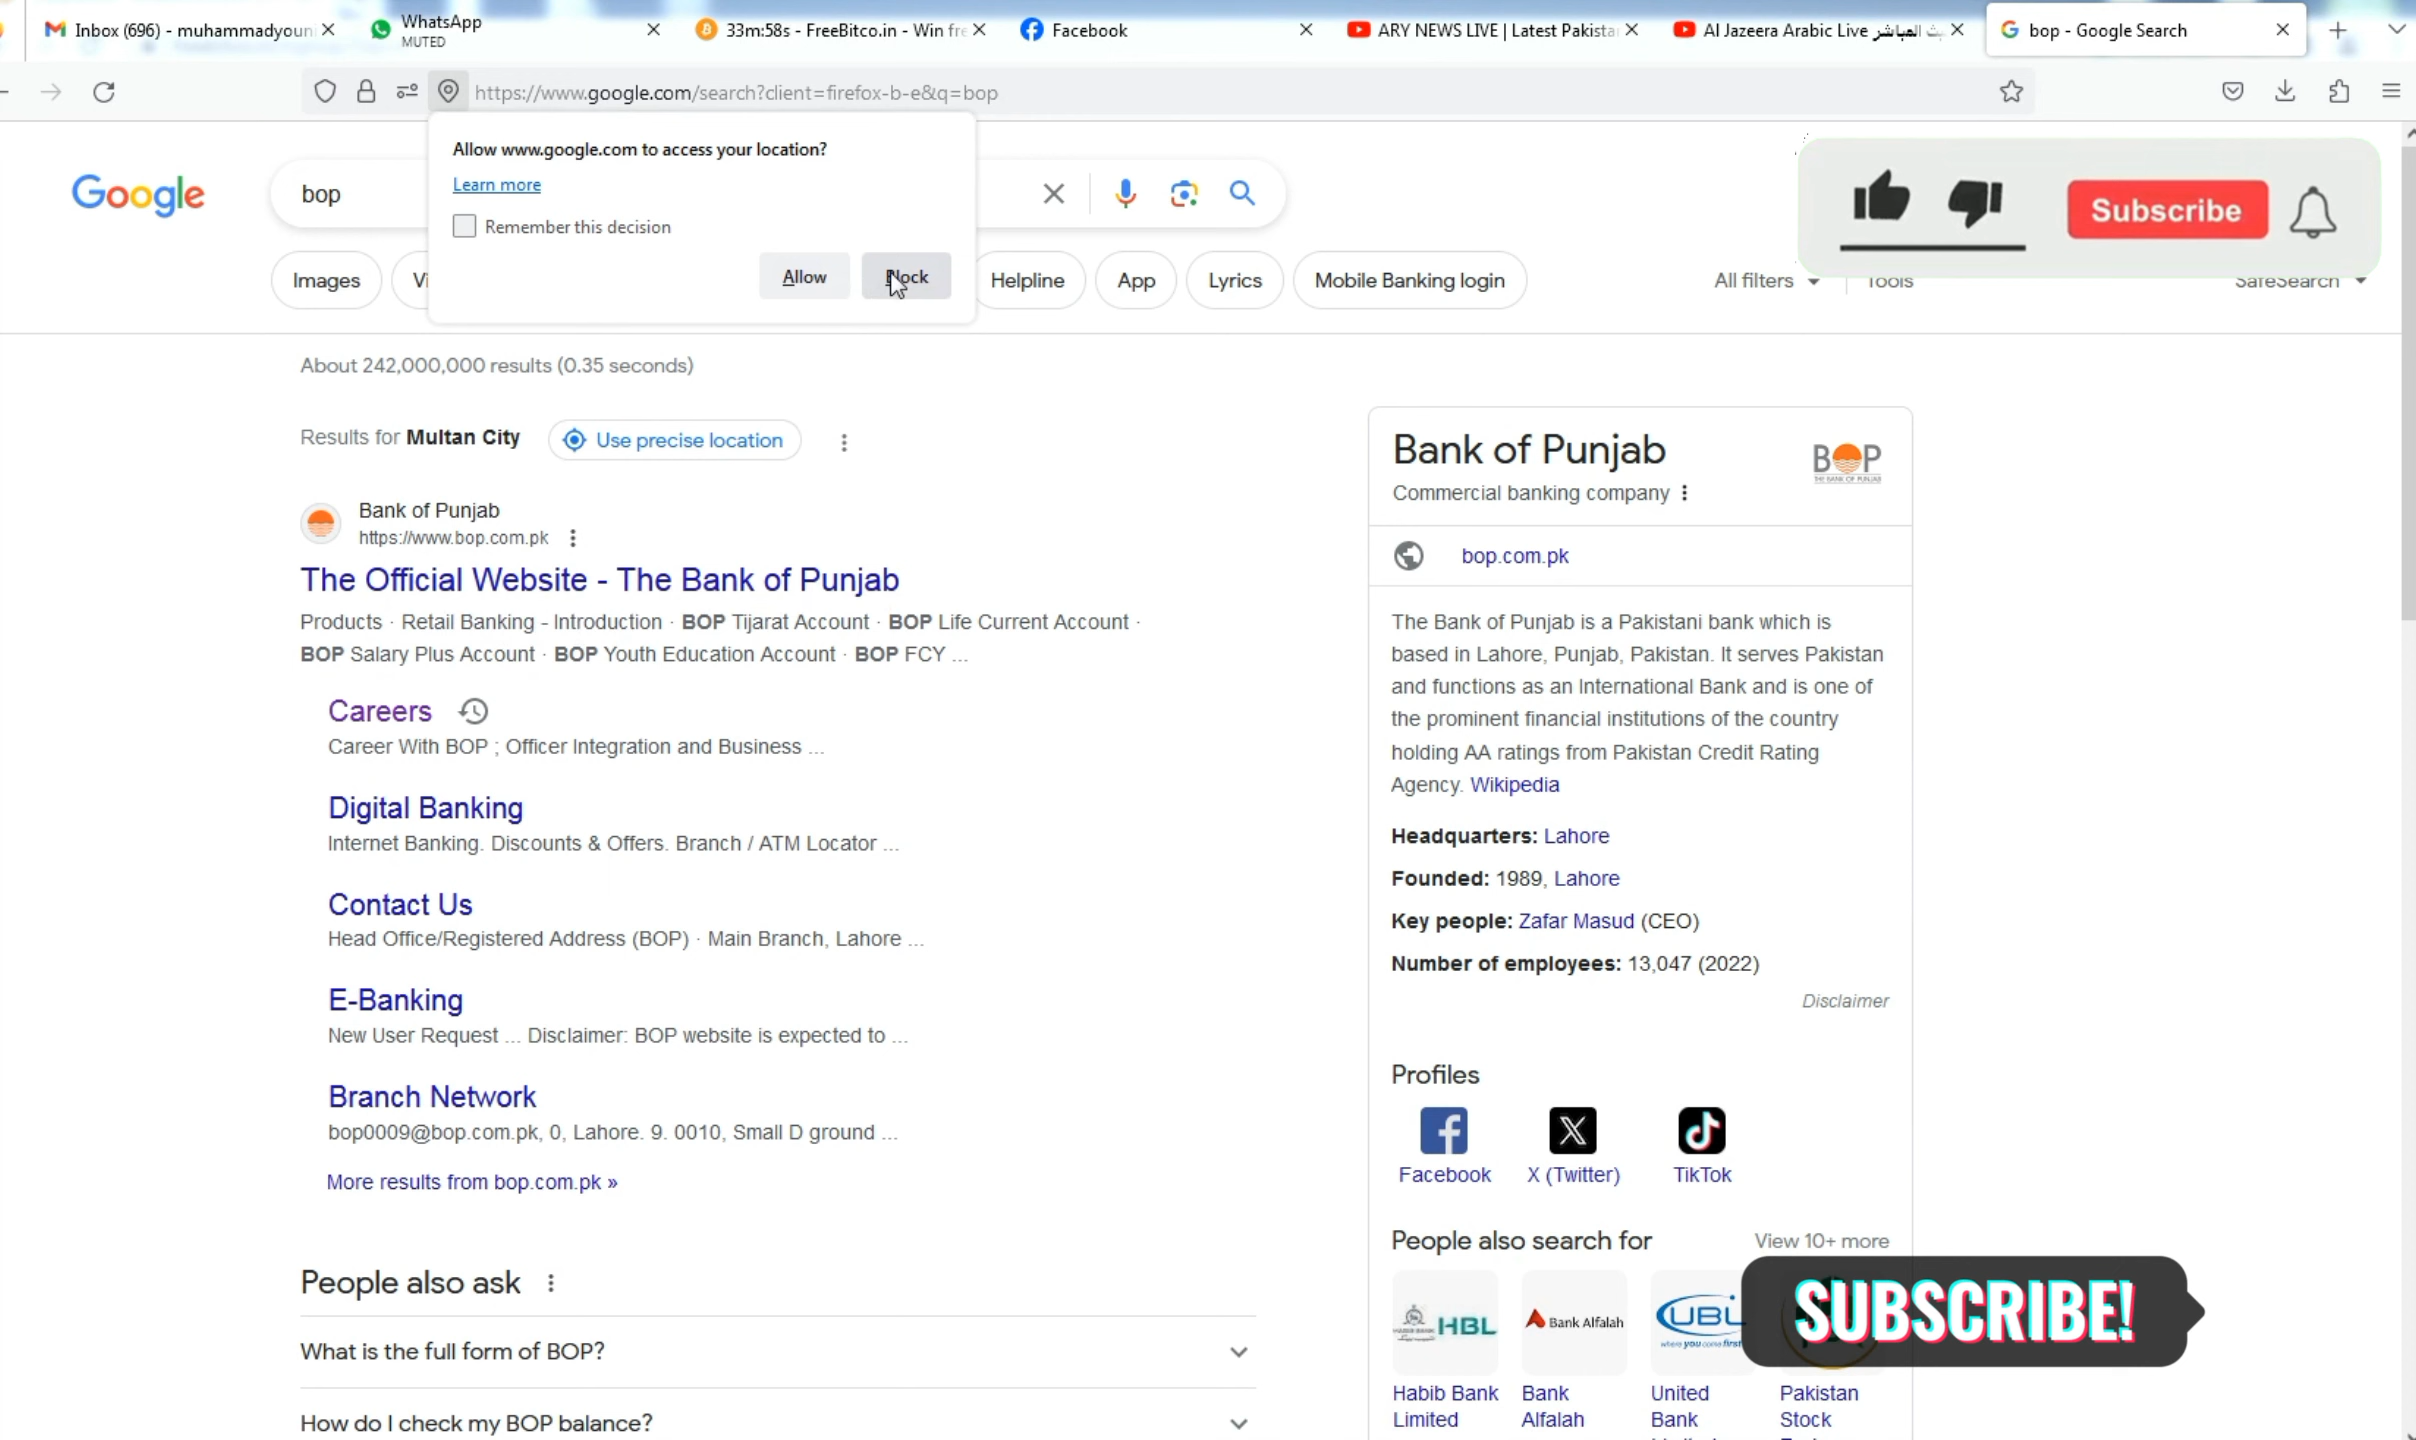 Inbox (696) - muhammadyoun
WhatsApp
MUTED
33m:58s - FreeBitco.in - Win fre
Facebook
ARY NEWS LIVE | Latest Pakista
Al Jazeera Arabic Live
bop - Google Search
https://www.google.com/search?client=firefox-b-e&q=bop
Allow www.google.com to access your location?
Learn more
Remember this decision
Allow
Block
Google
bop
Subscribe
Images
Vi
Helpline
App
Lyrics
Mobile Banking login
All filters
Tools
SafeSearch
About 242,000,000 results (0.35 seconds)
Results for Multan City
Use precise location
Bank of Punjab
https://www.bop.com.pk
The Official Website - The Bank of Punjab
Products · Retail Banking - Introduction · BOP Tijarat Account · BOP Life Current Account ·
BOP Salary Plus Account · BOP Youth Education Account · BOP FCY ...
Careers
Career With BOP ; Officer Integration and Business ...
Digital Banking
Internet Banking. Discounts & Offers. Branch / ATM Locator ...
Contact Us
Head Office/Registered Address (BOP) · Main Branch, Lahore ...
E-Banking
New User Request ... Disclaimer: BOP website is expected to ...
Branch Network
bop0009@bop.com.pk, 0, Lahore. 9. 0010, Small D ground ...
More results from bop.com.pk »
People also ask
What is the full form of BOP?
How do I check my BOP balance?
Bank of Punjab
Commercial banking company
BOP
THE BANK OF PUNJAB
bop.com.pk
The Bank of Punjab is a Pakistani bank which is
based in Lahore, Punjab, Pakistan. It serves Pakistan
and functions as an International Bank and is one of
the prominent financial institutions of the country
holding AA ratings from Pakistan Credit Rating
Agency. Wikipedia
Headquarters: Lahore
Founded: 1989, Lahore
Key people: Zafar Masud (CEO)
Number of employees: 13,047 (2022)
Disclaimer
Profiles
Facebook
X (Twitter)
TikTok
People also search for
View 10+ more
HBL
Bank Alfalah
UBL
where you come first
SUBSCRIBE!
Habib Bank
Limited
Bank
Alfalah
United
Bank
Pakistan
Stock